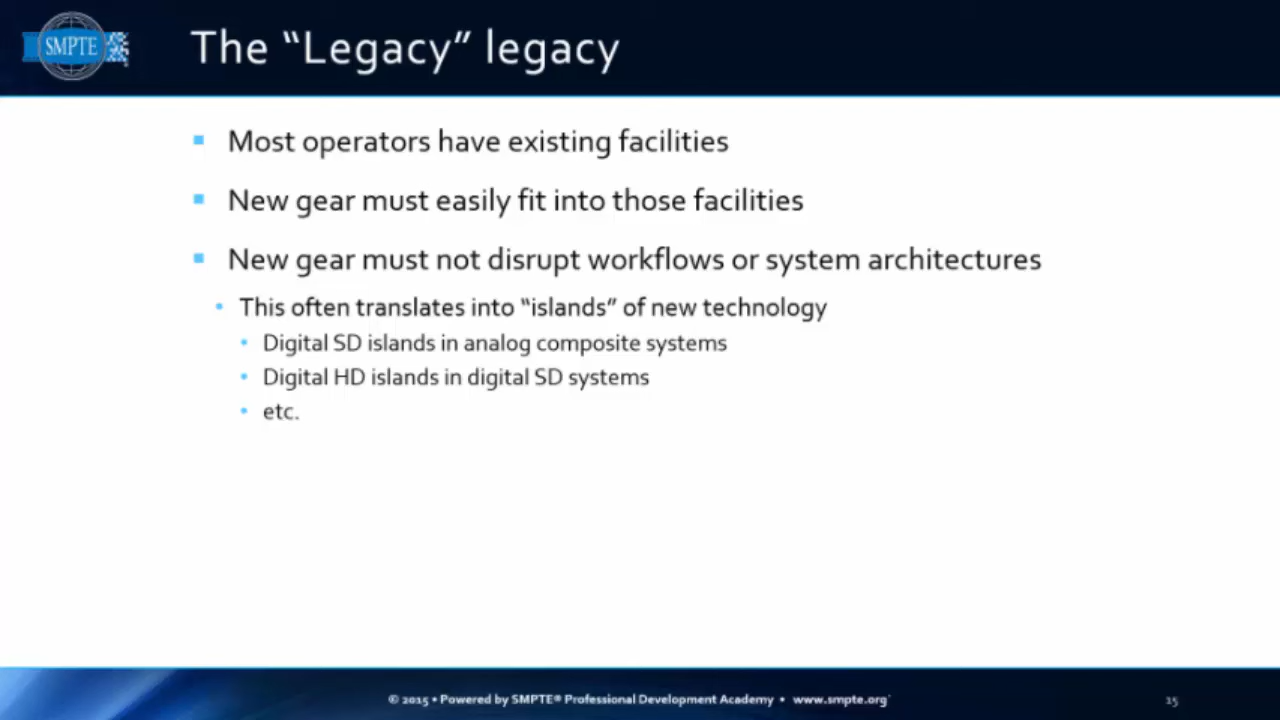 SMPTE
The “Legacy” legacy
Most operators have existing facilities
New gear must easily fit into those facilities
New gear must not disrupt workflows or system architectures
This often translates into “islands” of new technology
Digital SD islands in analog composite systems
Digital HD islands in digital SD systems
etc.
© 2015 • Powered by SMPTE® Professional Development Academy • www.smpte.org
15